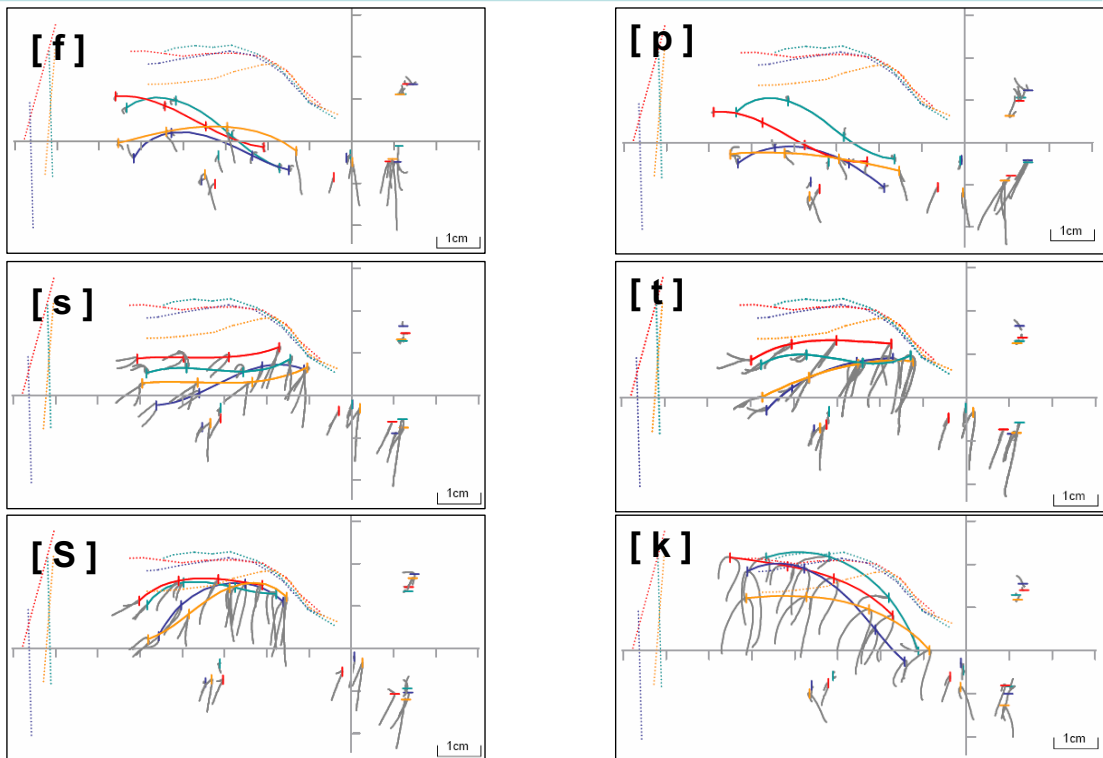 [ f ]
[ p ]
1cm
1cm
[ s ]
[ t ]
1cm
1cm
[ S ]
[ k ]
1cm
1cm